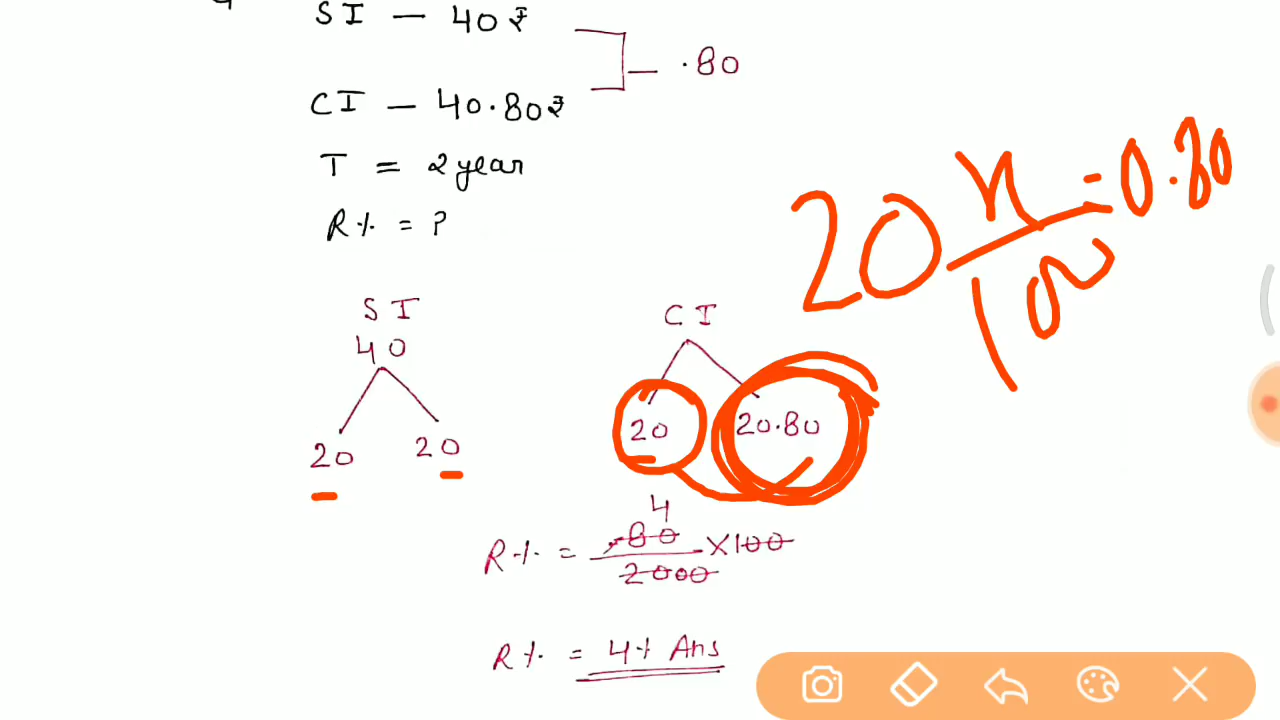 SI — 40₹
— .80
CI — 40.80₹
T = 2 year
R% = ?
20 x/100 = 0.80
SI
40
20 20
CI
20 20.80
4
R% = .80/2000 ×100
R% = 4% Ans